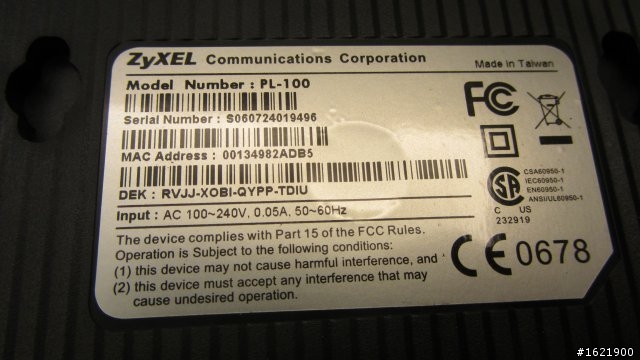 ZyXEL Communications Corporation
Made in Taiwan
Model Number : PL-100
Serial Number : S060724019496
MAC Address : 00134982ADB5
DEK : RVJJ-XOBI-QYPP-TDIU
Input : AC 100~240V, 0.05A, 50~60Hz
The device complies with Part 15 of the FCC Rules.
Operation is Subject to the following conditions:
(1) this device may not cause harmful interference, and
(2) this device must accept any interference that may
cause undesired operation.
FC
SA
CSA60950-1
IEC60950-1
EN60950-1
ANSI/UL60950-1
C US
232919
CE 0678
#1621900